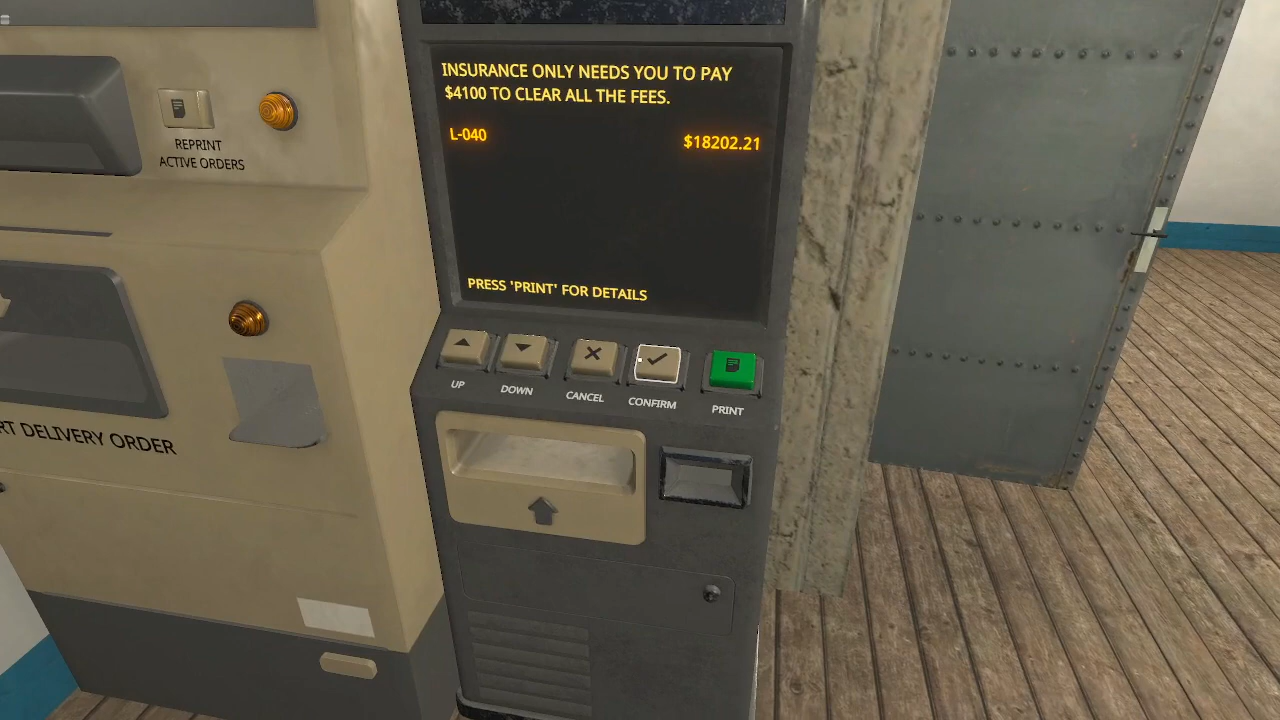 INSURANCE ONLY NEEDS YOU TO PAY
$4100 TO CLEAR ALL THE FEES.
L-040 $18202.21
PRESS 'PRINT' FOR DETAILS
REPRINT
ACTIVE ORDERS
UP DOWN CANCEL CONFIRM PRINT
DELIVERY ORDER